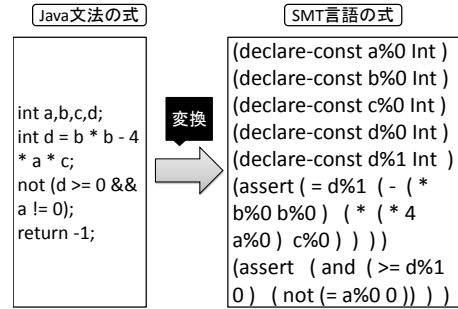 Java文法の式
int a,b,c,d;
int d = b * b - 4
* a * c;
not (d >= 0 &&
a != 0);
return -1;
変換
SMT言語の式
(declare-const a%0 Int )
(declare-const b%0 Int )
(declare-const c%0 Int )
(declare-const d%0 Int )
(declare-const d%1 Int )
(assert ( = d%1 ( - ( *
b%0 b%0 ) ( * ( * 4
a%0 ) c%0 ) ) ) )
(assert ( and ( >= d%1
0 ) ( not (= a%0 0 )) ) )